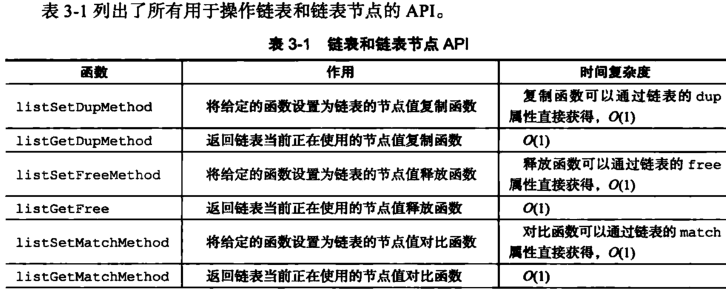 表 3-1 列出了所有用于操作链表和链表节点的 API。
表 3-1 链表和链表节点 API
函数 作用 时间复杂度
listSetDupMethod 将给定的函数设置为链表的节点值复制函数 复制函数可以通过链表的 dup
属性直接获得，O(1)
listGetDupMethod 返回链表当前正在使用的节点值复制函数 O(1)
listSetFreeMethod 将给定的函数设置为链表的节点值释放函数 释放函数可以通过链表的 free
属性直接获得，O(1)
listGetFree 返回链表当前正在使用的节点值释放函数 O(1)
listSetMatchMethod 将给定的函数设置为链表的节点值对比函数 对比函数可以通过链表的 match
属性直接获得，O(1)
listGetMatchMethod 返回链表当前正在使用的节点值对比函数 O(1)